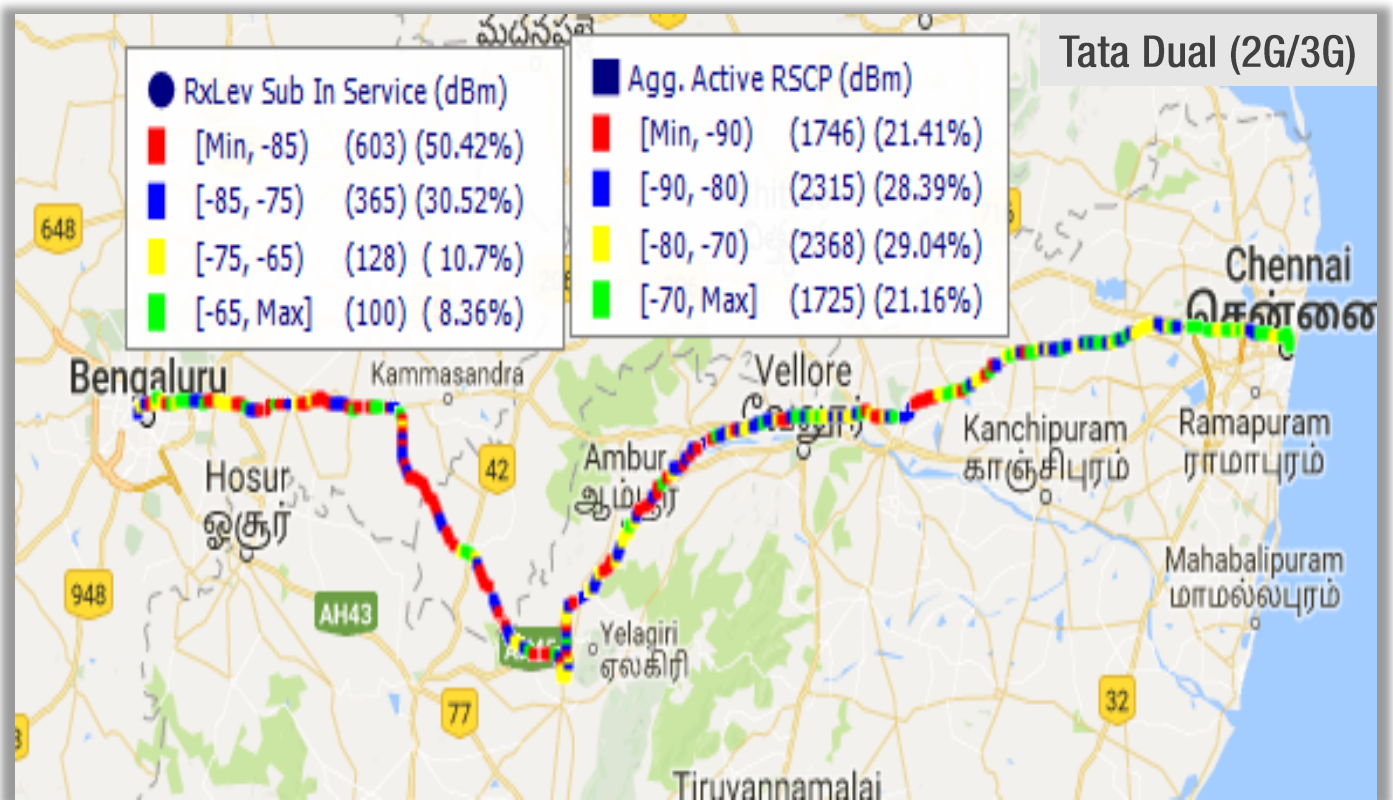 మదనపల్లె
Tata Dual (2G/3G)
RxLev Sub In Service (dBm)
[Min, -85) (603) (50.42%)
[-85, -75) (365) (30.52%)
[-75, -65) (128) ( 10.7%)
[-65, Max] (100) ( 8.36%)
Agg. Active RSCP (dBm)
[Min, -90) (1746) (21.41%)
[-90, -80) (2315) (28.39%)
[-80, -70) (2368) (29.04%)
[-70, Max] (1725) (21.16%)
648
Chennai
சென்னை
Bengaluru
Kammasandra
Vellore
வேலூர்
Kanchipuram
காஞ்சிபுரம்
Ramapuram
ராமாபுரம்
Hosur
ஓசூர்
42
Ambur
ஆம்பூர்
Mahabalipuram
மாமல்லபுரம்
948
AH43
Yelagiri
ஏலகிரி
77
32
Tiruvannamalai